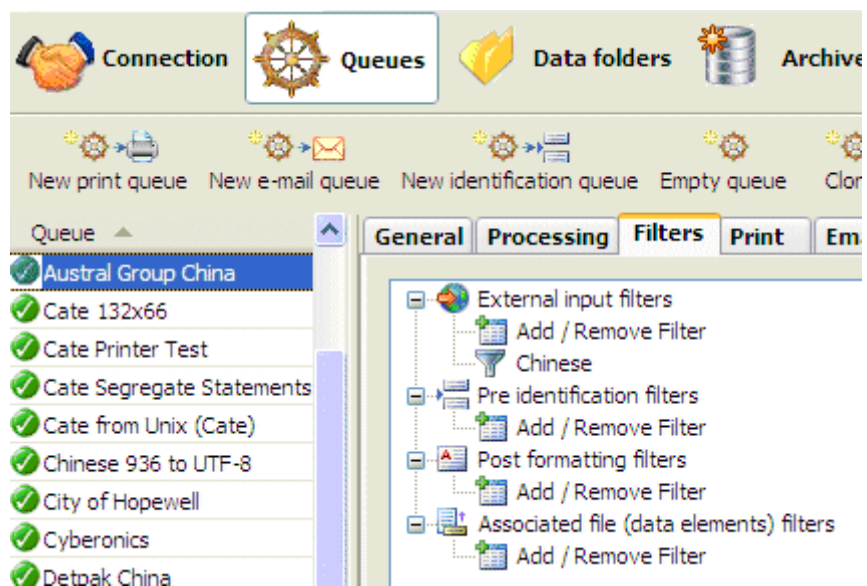 Connection Queues Data folders Archive
New print queue New e-mail queue New identification queue Empty queue Clon
Queue
General Processing Filters Print Ema
Austral Group China
Cate 132x66
Cate Printer Test
Cate Segregate Statements
Cate from Unix (Cate)
Chinese 936 to UTF-8
City of Hopewell
Cyberonics
Detpak China
External input filters
Add / Remove Filter
Chinese
Pre identification filters
Add / Remove Filter
Post formatting filters
Add / Remove Filter
Associated file (data elements) filters
Add / Remove Filter